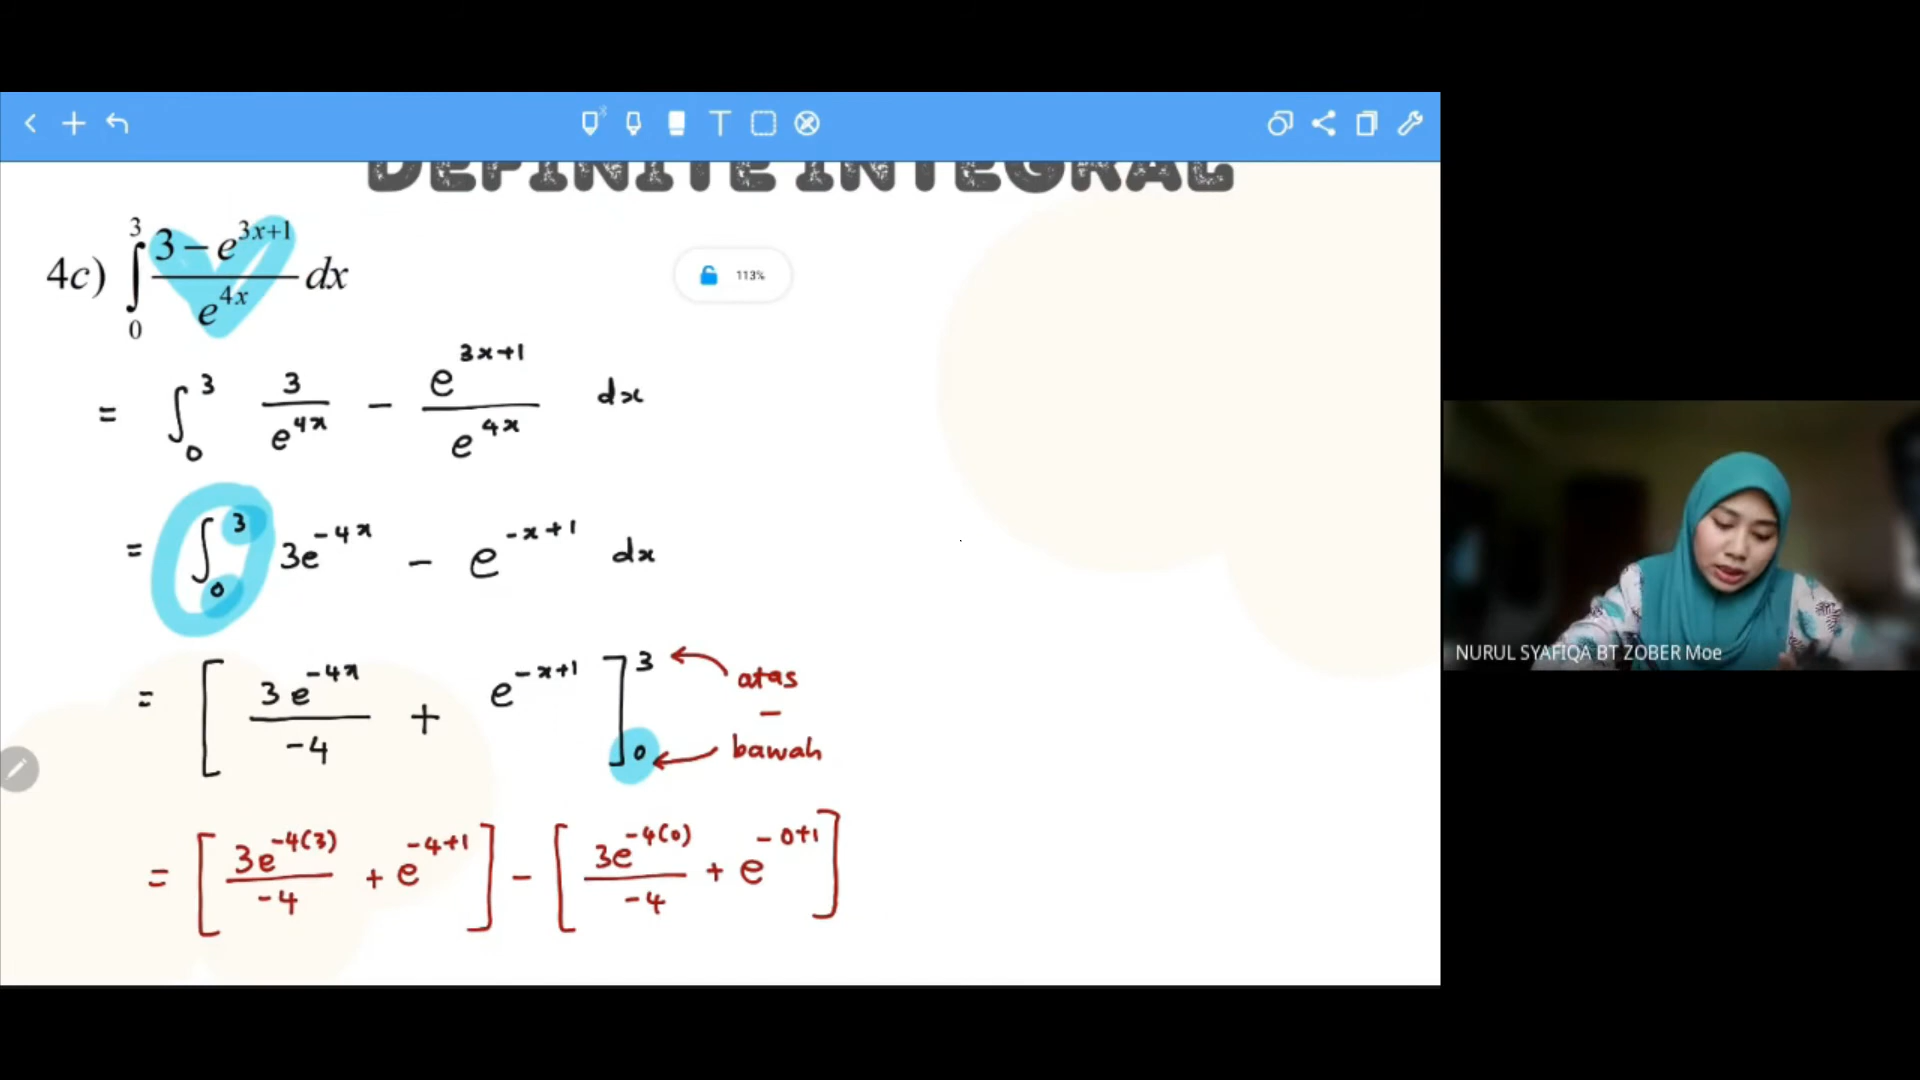 DEFINITE INTEGRAL
4c) ∫₀³ (3 − e^(3x+1))/(e^(4x)) dx
113%
= ∫₀³ 3/e^(4x) − e^(3x+1)/e^(4x) dx
= ∫₀³ 3e^(-4x) − e^(-x+1) dx
= [ 3e^(-4x)/-4 + e^(-x+1) ]₀³
atas
−
bawah
= [ 3e^(-4(3))/-4 + e^(-4+1) ] − [ 3e^(-4(0))/-4 + e^(-0+1) ]
NURUL SYAFIQA BT ZOBER Moe